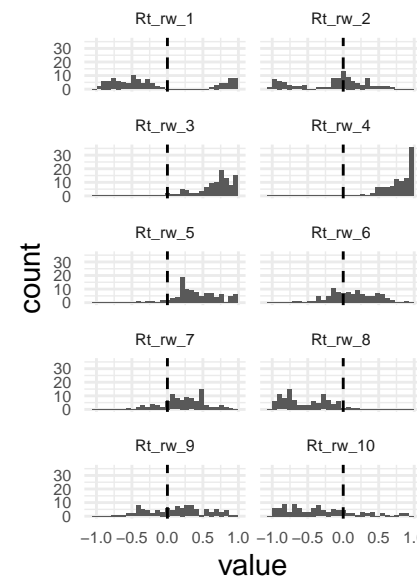 Rt_rw_1 Rt_rw_2
30
20
10
0
Rt_rw_3 Rt_rw_4
30
20
10
0
Rt_rw_5 Rt_rw_6
30
20
10
0
Rt_rw_7 Rt_rw_8
30
20
10
0
Rt_rw_9 Rt_rw_10
30
20
10
0
−1.0 −0.5 0.0 0.5 1.0 −1.0 −0.5 0.0 0.5 1.0
count
value